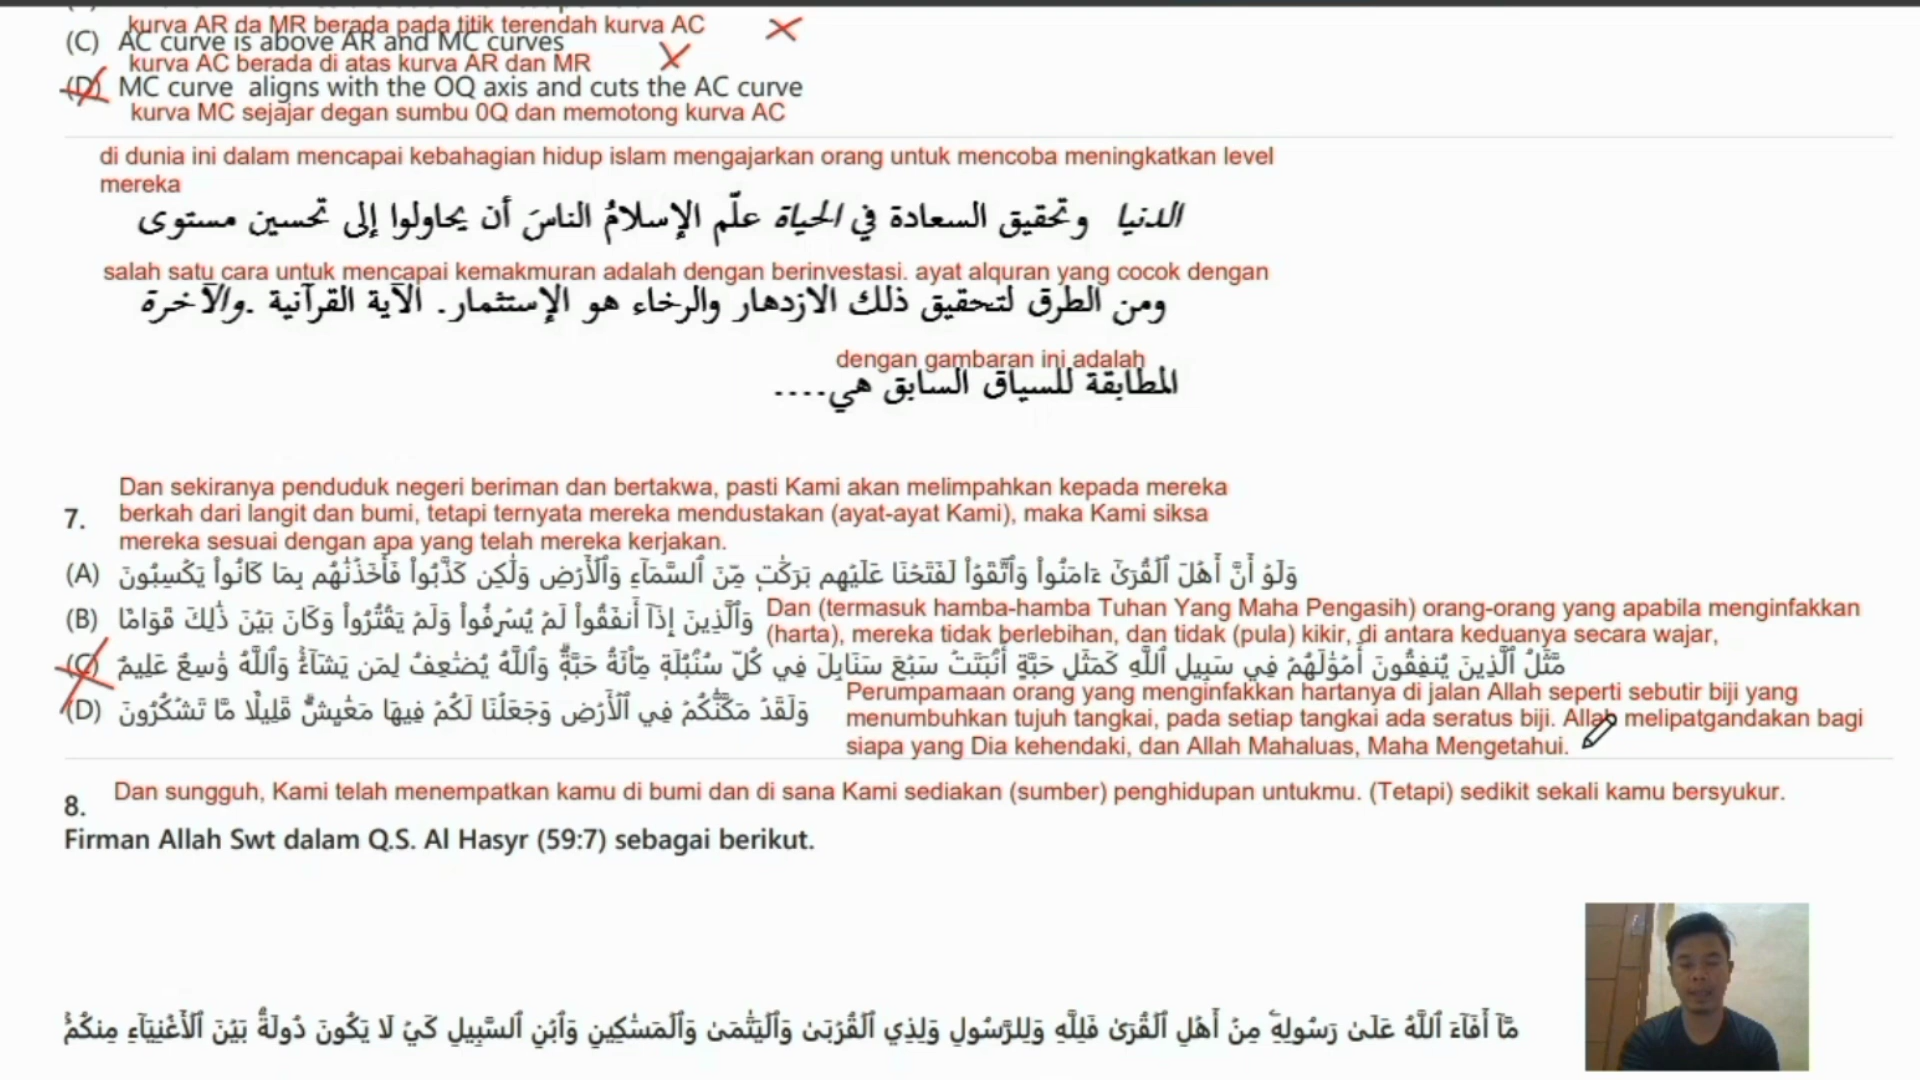 kurva AR da MR berada pada titik terendah kurva AC
(C) AC curve is above AR and MC curves
kurva AC berada di atas kurva AR dan MR
(D) MC curve aligns with the OQ axis and cuts the AC curve
kurva MC sejajar degan sumbu 0Q dan memotong kurva AC
di dunia ini dalam mencapai kebahagian hidup islam mengajarkan orang untuk mencoba meningkatkan level
mereka
الدنيا وتحقيق السعادة في الحياة علّم الإسلامُ الناسَ أن يحاولوا إلى تحسين مستوى
salah satu cara untuk mencapai kemakmuran adalah dengan berinvestasi. ayat alquran yang cocok dengan
ومن الطرق لتحقيق ذلك الازدهار والرخاء هو الإستثمار. الآية القرآنية .والآخرة
dengan gambaran ini adalah
المطابقة للسياق السابق هي....
Dan sekiranya penduduk negeri beriman dan bertakwa, pasti Kami akan melimpahkan kepada mereka
7. berkah dari langit dan bumi, tetapi ternyata mereka mendustakan (ayat-ayat Kami), maka Kami siksa
mereka sesuai dengan apa yang telah mereka kerjakan.
(A) وَلَوۡ أَنَّ أَهۡلَ ٱلۡقُرَىٰٓ ءَامَنُواْ وَٱتَّقَوۡاْ لَفَتَحۡنَا عَلَيۡهِم بَرَكَٰتٖ مِّنَ ٱلسَّمَآءِ وَٱلۡأَرۡضِ وَلَٰكِن كَذَّبُواْ فَأَخَذۡنَٰهُم بِمَا كَانُواْ يَكۡسِبُونَ
(B) وَٱلَّذِينَ إِذَآ أَنفَقُواْ لَمۡ يُسۡرِفُواْ وَلَمۡ يَقۡتُرُواْ وَكَانَ بَيۡنَ ذَٰلِكَ قَوَامٗا
Dan (termasuk hamba-hamba Tuhan Yang Maha Pengasih) orang-orang yang apabila menginfakkan
(harta), mereka tidak berlebihan, dan tidak (pula) kikir, di antara keduanya secara wajar,
(C) مَّثَلُ ٱلَّذِينَ يُنفِقُونَ أَمۡوَٰلَهُمۡ فِي سَبِيلِ ٱللَّهِ كَمَثَلِ حَبَّةٍ أَنۢبَتَتۡ سَبۡعَ سَنَابِلَ فِي كُلِّ سُنۢبُلَةٖ مِّاْئَةُ حَبَّةٖۗ وَٱللَّهُ يُضَٰعِفُ لِمَن يَشَآءُۗ وَٱللَّهُ وَٰسِعٌ عَلِيمٌ
(D) وَلَقَدۡ مَكَّنَّٰكُمۡ فِي ٱلۡأَرۡضِ وَجَعَلۡنَا لَكُمۡ فِيهَا مَعَٰيِشَۗ قَلِيلٗا مَّا تَشۡكُرُونَ
Perumpamaan orang yang menginfakkan hartanya di jalan Allah seperti sebutir biji yang
menumbuhkan tujuh tangkai, pada setiap tangkai ada seratus biji. Allah melipatgandakan bagi
siapa yang Dia kehendaki, dan Allah Mahaluas, Maha Mengetahui.
8. Dan sungguh, Kami telah menempatkan kamu di bumi dan di sana Kami sediakan (sumber) penghidupan untukmu. (Tetapi) sedikit sekali kamu bersyukur.
Firman Allah Swt dalam Q.S. Al Hasyr (59:7) sebagai berikut.
مَّآ أَفَآءَ ٱللَّهُ عَلَىٰ رَسُولِهِۦ مِنۡ أَهۡلِ ٱلۡقُرَىٰ فَلِلَّهِ وَلِلرَّسُولِ وَلِذِي ٱلۡقُرۡبَىٰ وَٱلۡيَتَٰمَىٰ وَٱلۡمَسَٰكِينِ وَٱبۡنِ ٱلسَّبِيلِ كَيۡ لَا يَكُونَ دُولَةَۢ بَيۡنَ ٱلۡأَغۡنِيَآءِ مِنكُمۡۚ